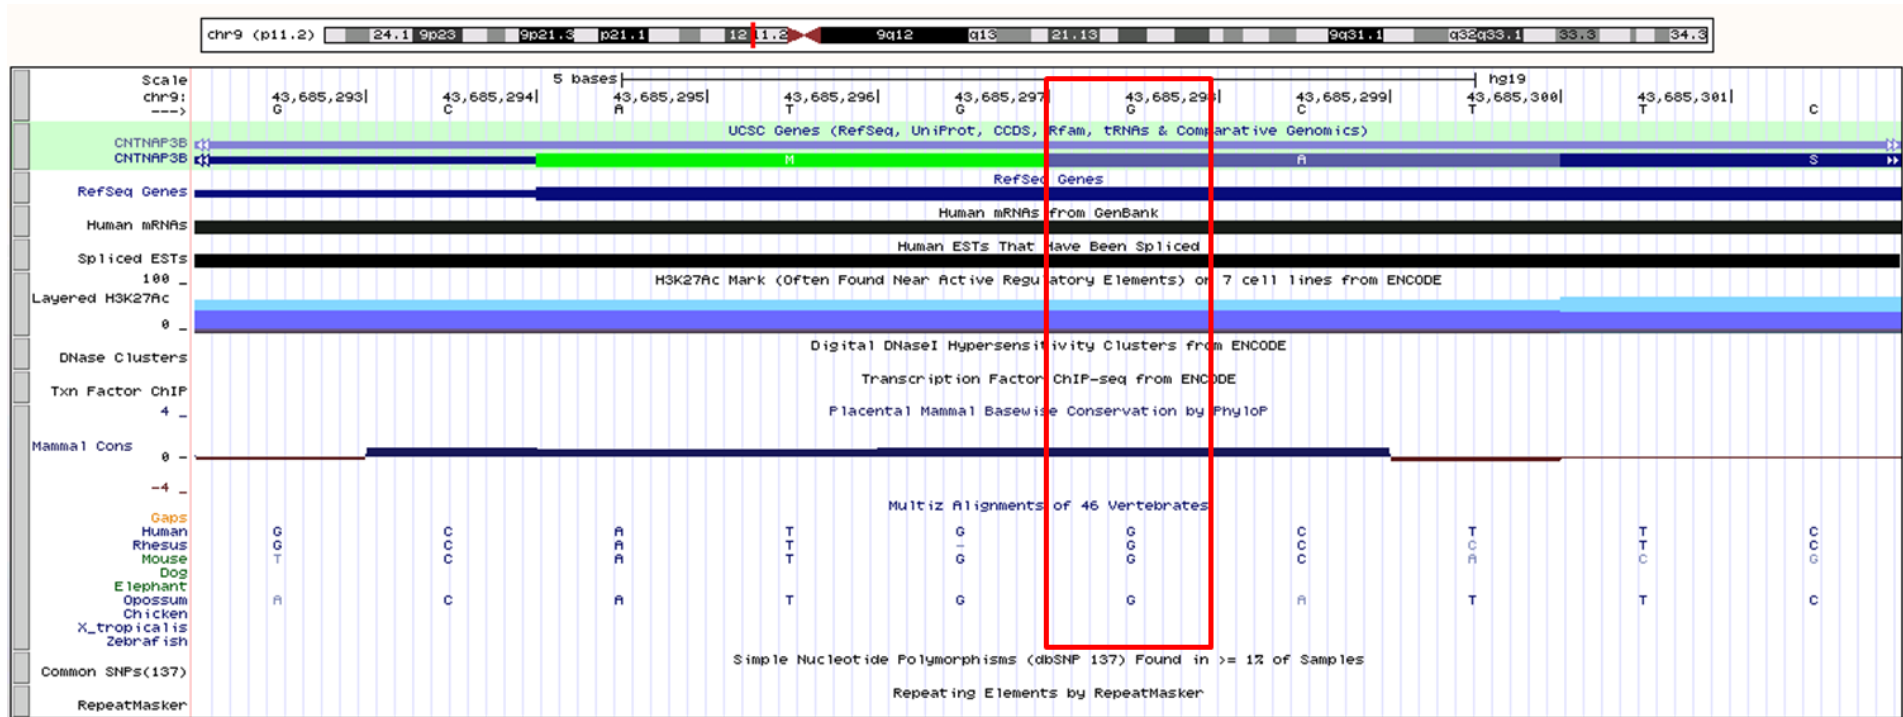 chr9 (p11.2) 24.1 9p23 9p21.3 p21.1 12 11.2 9q12 q13 21.13 9q31.1 q32q33.1 33.3 34.3
Scale 5 bases hg19
chr9: 43,685,293| 43,685,294| 43,685,295| 43,685,296| 43,685,297| 43,685,298| 43,685,299| 43,685,300| 43,685,301|
---> G C A T G G C T T C
UCSC Genes (RefSeq, UniProt, CCDS, Rfam, tRNAs & Comparative Genomics)
CNTNAP3B
CNTNAP3B M A S
RefSeq Genes
RefSeq Genes
Human mRNAs from GenBank
Human mRNAs
Human ESTs That Have Been Spliced
Spliced ESTs
100 _ H3K27Ac Mark (Often Found Near Active Regulatory Elements) on 7 cell lines from ENCODE
Layered H3K27Ac
0 _
Digital DNaseI Hypersensitivity Clusters from ENCODE
DNase Clusters
Transcription Factor ChIP-seq from ENCODE
Txn Factor ChIP
4 _ Placental Mammal Basewise Conservation by PhyloP
Mammal Cons
0 -
-4 _
Multiz Alignments of 46 Vertebrates
Gaps
Human G C A T G G C T T C
Rhesus G C A T - G C C T C
Mouse T C A T G G C A C G
Dog
Elephant
Opossum A C A T G G A T T C
Chicken
X_tropicalis
Zebrafish
Simple Nucleotide Polymorphisms (dbSNP 137) Found in >= 1% of Samples
Common SNPs(137)
Repeating Elements by RepeatMasker
RepeatMasker